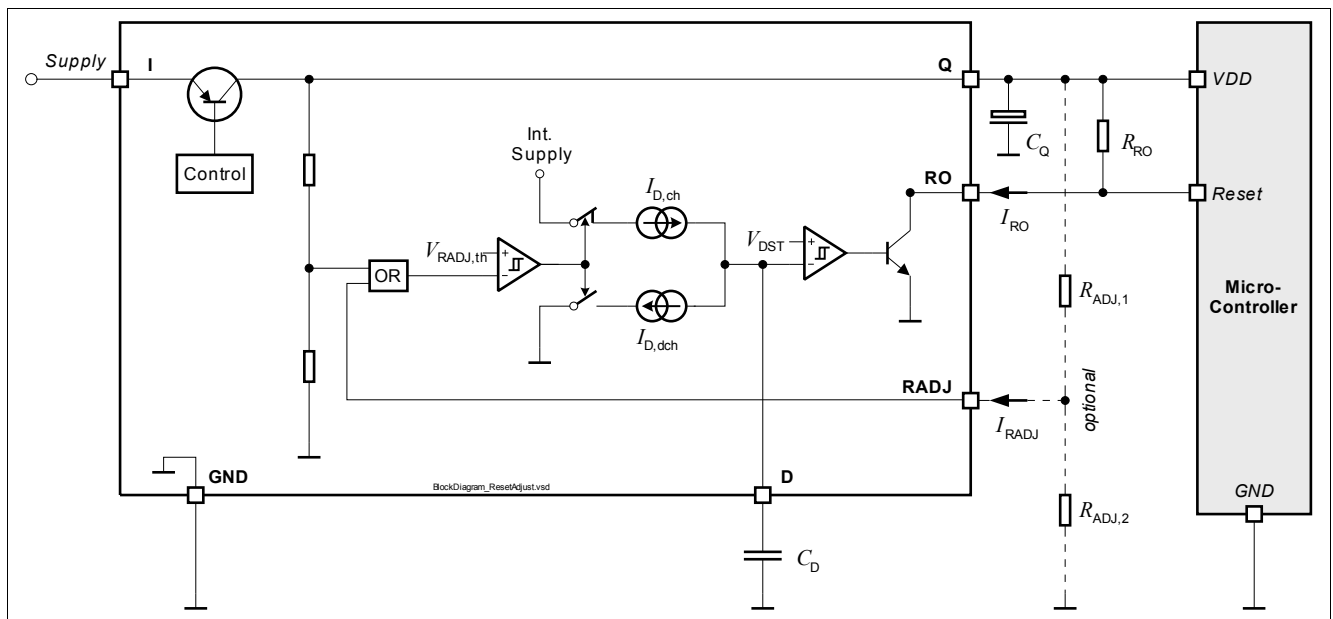 Supply
I
Q
VDD
Int.
Supply
C_Q
R_RO
Control
I_D,ch
RO
Reset
I_RO
V_RADJ,th
V_DST
+
-
+
-
OR
R_ADJ,1
Micro-
Controller
I_D,dch
RADJ
optional
I_RADJ
GND
D
BlockDiagram_ResetAdjust.vsd
GND
R_ADJ,2
C_D